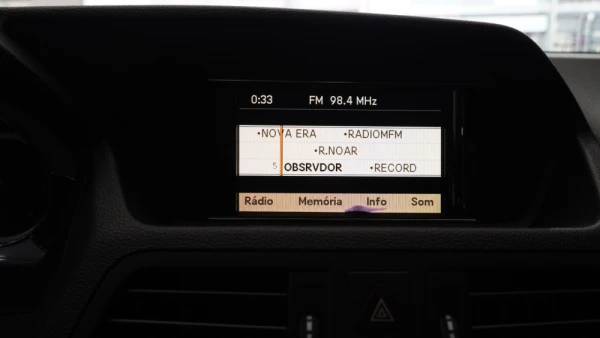 0:33 FM 98.4 MHz
•NOVA ERA •RADIOMFM
•R.NOAR
5 OBSRVDOR •RECORD
Rádio Memória Info Som